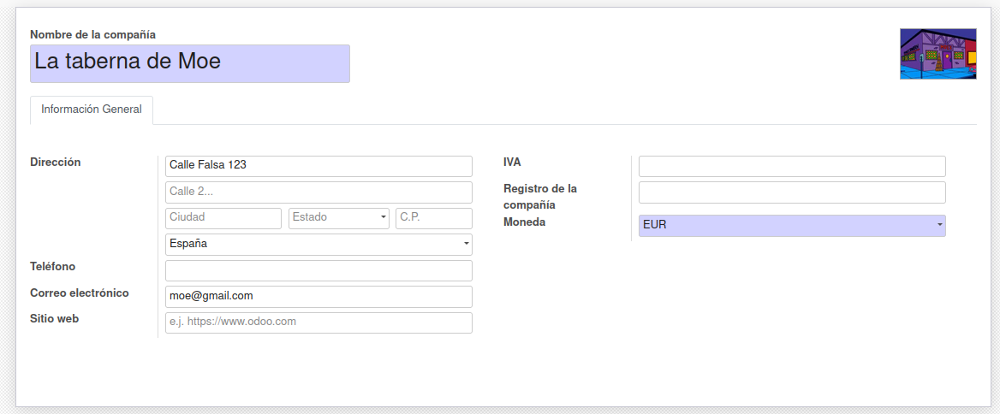 Nombre de la compañía
La taberna de Moe
Información General
Dirección
Calle Falsa 123
Calle 2...
Ciudad Estado C.P.
España
Teléfono
Correo electrónico moe@gmail.com
Sitio web e.j. https://www.odoo.com
IVA
Registro de la
compañía
Moneda EUR